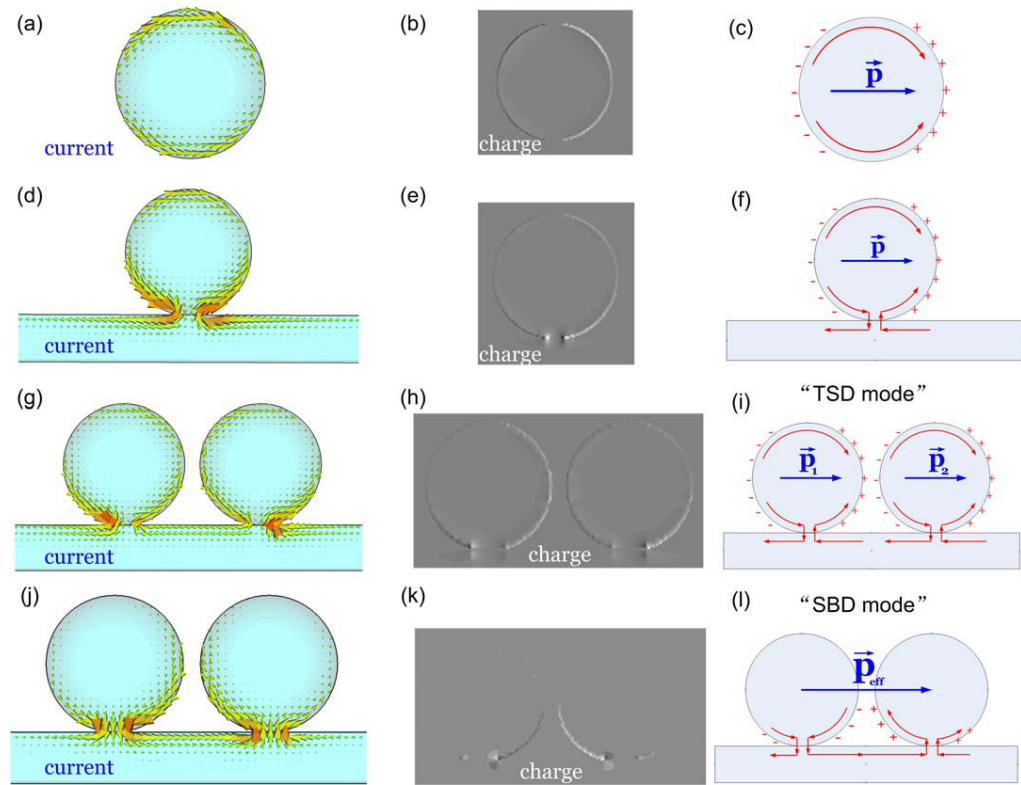 (a)
(b)
(c)
current
charge
p
(d)
(e)
(f)
current
charge
p
(g)
(h)
(i)
“TSD mode”
current
charge
p1
p2
(j)
(k)
(l)
“SBD mode”
current
charge
peff